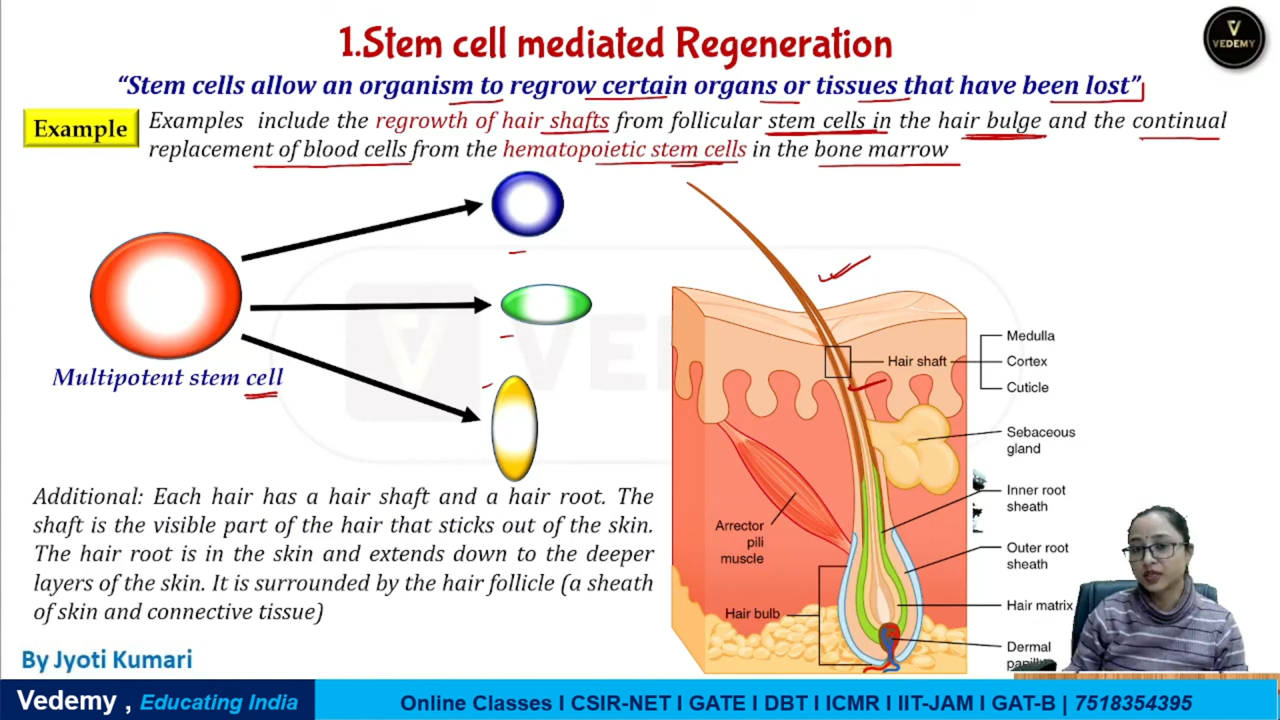 1.Stem cell mediated Regeneration
V
VEDEMY
“Stem cells allow an organism to regrow certain organs or tissues that have been lost”
Example
Examples include the regrowth of hair shafts from follicular stem cells in the hair bulge and the continual
replacement of blood cells from the hematopoietic stem cells in the bone marrow
Multipotent stem cell
Hair shaft
Medulla
Cortex
Cuticle
Sebaceous
gland
Inner root
sheath
Outer root
sheath
Hair matrix
Dermal
Arrector
pili
muscle
Hair bulb
Additional: Each hair has a hair shaft and a hair root. The
shaft is the visible part of the hair that sticks out of the skin.
The hair root is in the skin and extends down to the deeper
layers of the skin. It is surrounded by the hair follicle (a sheath
of skin and connective tissue)
By Jyoti Kumari
Vedemy , Educating India
Online Classes I CSIR-NET I GATE I DBT I ICMR I IIT-JAM I GAT-B | 7518354395